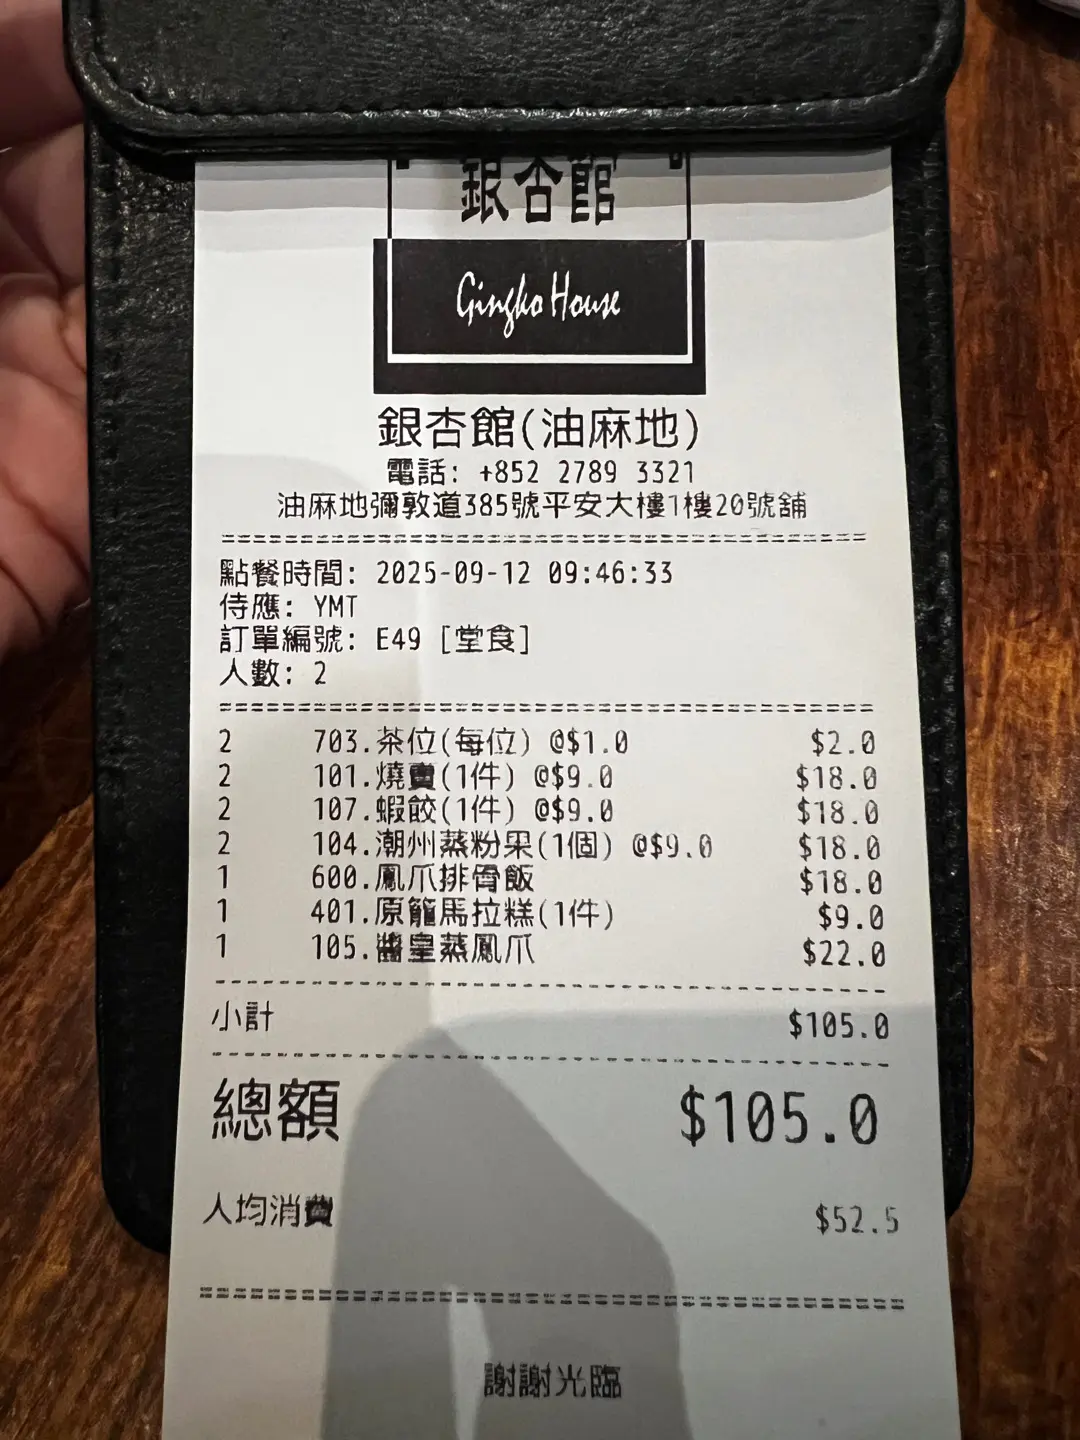 銀杏館
Gingko House
銀杏館(油麻地)
電話: +852 2789 3321
油麻地彌敦道385號平安大樓1樓20號舖
點餐時間: 2025-09-12 09:46:33
侍應: YMT
訂單編號: E49 [堂食]
人數: 2
2 703.茶位(每位) @$1.0 $2.0
2 101.燒賣(1件) @$9.0 $18.0
2 107.蝦餃(1件) @$9.0 $18.0
2 104.潮州蒸粉果(1個) @$9.0 $18.0
1 600.鳳爪排骨飯 $18.0
1 401.原籠馬拉糕(1件) $9.0
1 105.醬皇蒸鳳爪 $22.0
小計 $105.0
總額 $105.0
人均消費 $52.5
謝謝光臨